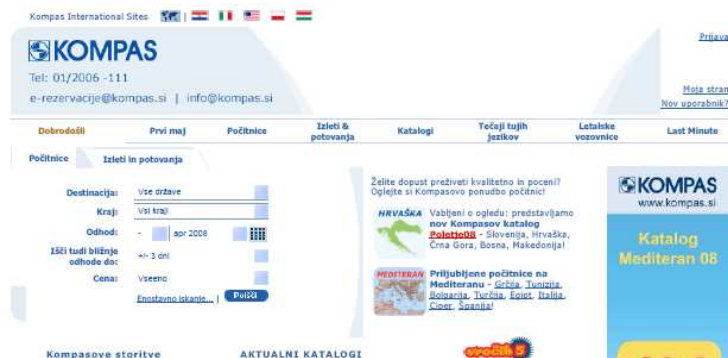 Kompas International Sites
KOMPAS
Tel: 01/2006 -111
e-rezervacije@kompas.si | info@kompas.si
Prijava
Moja stran
Nov uporabnik?
Dobrodošli
Prvi maj
Počitnice
Izleti & potovanja
Katalogi
Tečaji tujih jezikov
Letalske vozovnice
Last Minute
Počitnice
Izleti in potovanja
Destinacija: Vse države
Kraj: Vsi kraji
Odhod: - apr 2008
Išči tudi bližnje odhode do: +/- 3 dni
Cena: Vseeno
Enostavno iskanje... | Poišči
Želite dopust preživeti kvalitetno in poceni?
Oglejte si Kompasovo ponudbo počitnic!
HRVAŠKA
Vabljeni o ogledu: predstavljamo
nov Kompasov katalog
Poletje08 - Slovenija, Hrvaška,
Črna Gora, Bosna, Makedonija!
MEDITERAN
Priljubljene počitnice na
Mediteranu - Grčija, Tunizija,
Bolgarija, Turčija, Egipt, Italija,
Ciper, Španija!
KOMPAS
www.kompas.si
Katalog
Mediteran 08
Kompasove storitve
AKTUALNI KATALOGI
vročih 5